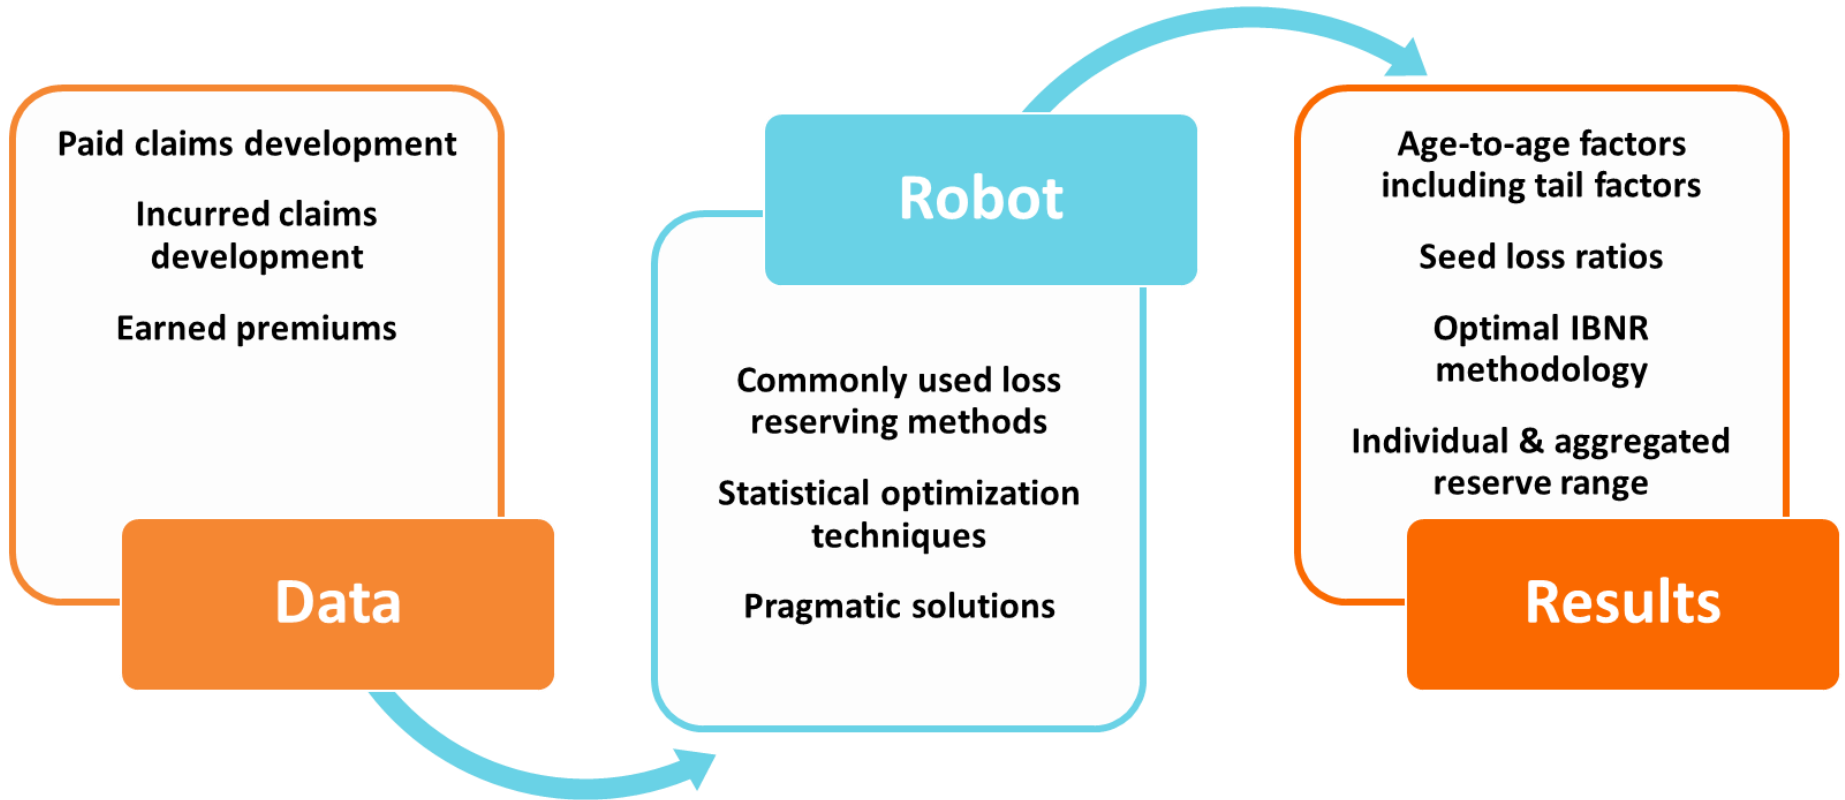 Paid claims development
Incurred claims
development
Earned premiums
Data
Robot
Commonly used loss
reserving methods
Statistical optimization
techniques
Pragmatic solutions
Age-to-age factors
including tail factors
Seed loss ratios
Optimal IBNR
methodology
Individual & aggregated
reserve range
Results